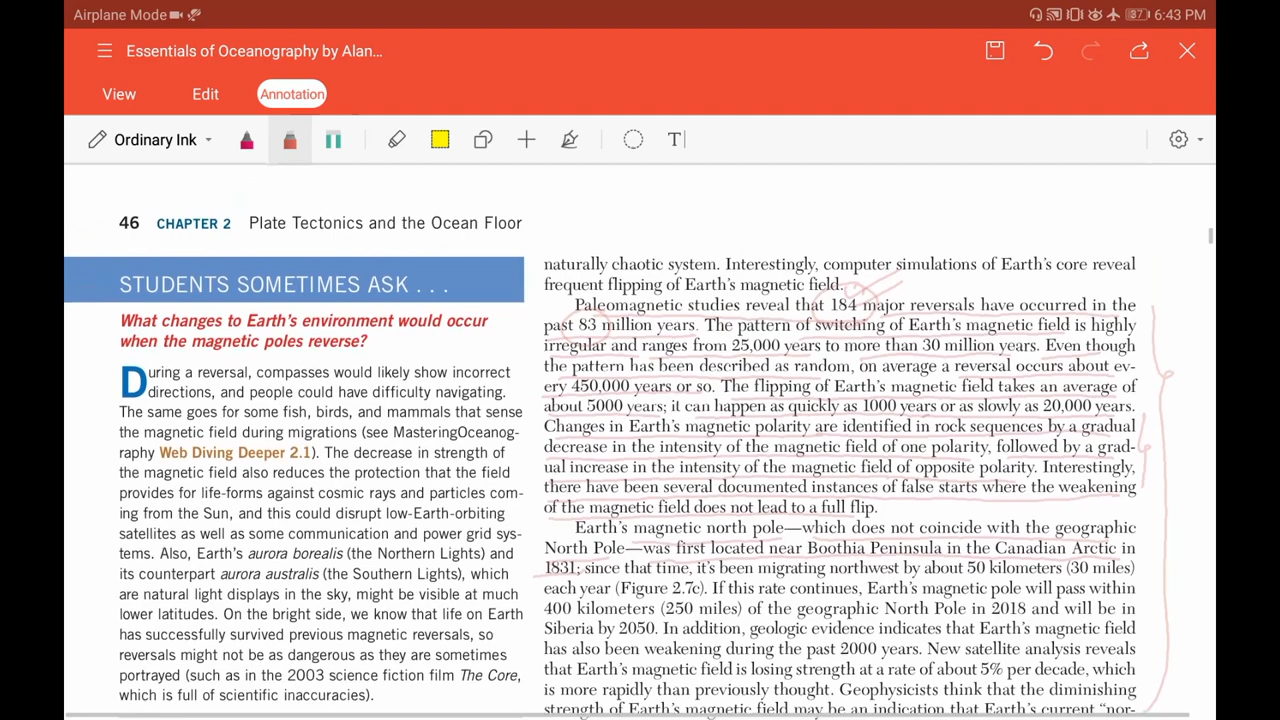 Airplane Mode
37 6:43 PM
Essentials of Oceanography by Alan...
View Edit Annotation
Ordinary Ink
T
46 CHAPTER 2 Plate Tectonics and the Ocean Floor
STUDENTS SOMETIMES ASK . . .
What changes to Earth's environment would occur
when the magnetic poles reverse?
During a reversal, compasses would likely show incorrect
directions, and people could have difficulty navigating.
The same goes for some fish, birds, and mammals that sense
the magnetic field during migrations (see MasteringOceanog-
raphy Web Diving Deeper 2.1). The decrease in strength of
the magnetic field also reduces the protection that the field
provides for life-forms against cosmic rays and particles com-
ing from the Sun, and this could disrupt low-Earth-orbiting
satellites as well as some communication and power grid sys-
tems. Also, Earth's aurora borealis (the Northern Lights) and
its counterpart aurora australis (the Southern Lights), which
are natural light displays in the sky, might be visible at much
lower latitudes. On the bright side, we know that life on Earth
has successfully survived previous magnetic reversals, so
reversals might not be as dangerous as they are sometimes
portrayed (such as in the 2003 science fiction film The Core,
which is full of scientific inaccuracies).
naturally chaotic system. Interestingly, computer simulations of Earth's core reveal
frequent flipping of Earth's magnetic field.
Paleomagnetic studies reveal that 184 major reversals have occurred in the
past 83 million years. The pattern of switching of Earth's magnetic field is highly
irregular and ranges from 25,000 years to more than 30 million years. Even though
the pattern has been described as random, on average a reversal occurs about ev-
ery 450,000 years or so. The flipping of Earth's magnetic field takes an average of
about 5000 years; it can happen as quickly as 1000 years or as slowly as 20,000 years.
Changes in Earth's magnetic polarity are identified in rock sequences by a gradual
decrease in the intensity of the magnetic field of one polarity, followed by a grad-
ual increase in the intensity of the magnetic field of opposite polarity. Interestingly,
there have been several documented instances of false starts where the weakening
of the magnetic field does not lead to a full flip.
Earth's magnetic north pole—which does not coincide with the geographic
North Pole—was first located near Boothia Peninsula in the Canadian Arctic in
1831; since that time, it's been migrating northwest by about 50 kilometers (30 miles)
each year (Figure 2.7c). If this rate continues, Earth's magnetic pole will pass within
400 kilometers (250 miles) of the geographic North Pole in 2018 and will be in
Siberia by 2050. In addition, geologic evidence indicates that Earth's magnetic field
has also been weakening during the past 2000 years. New satellite analysis reveals
that Earth's magnetic field is losing strength at a rate of about 5% per decade, which
is more rapidly than previously thought. Geophysicists think that the diminishing
strength of Earth's magnetic field may be an indication that Earth's current "nor-